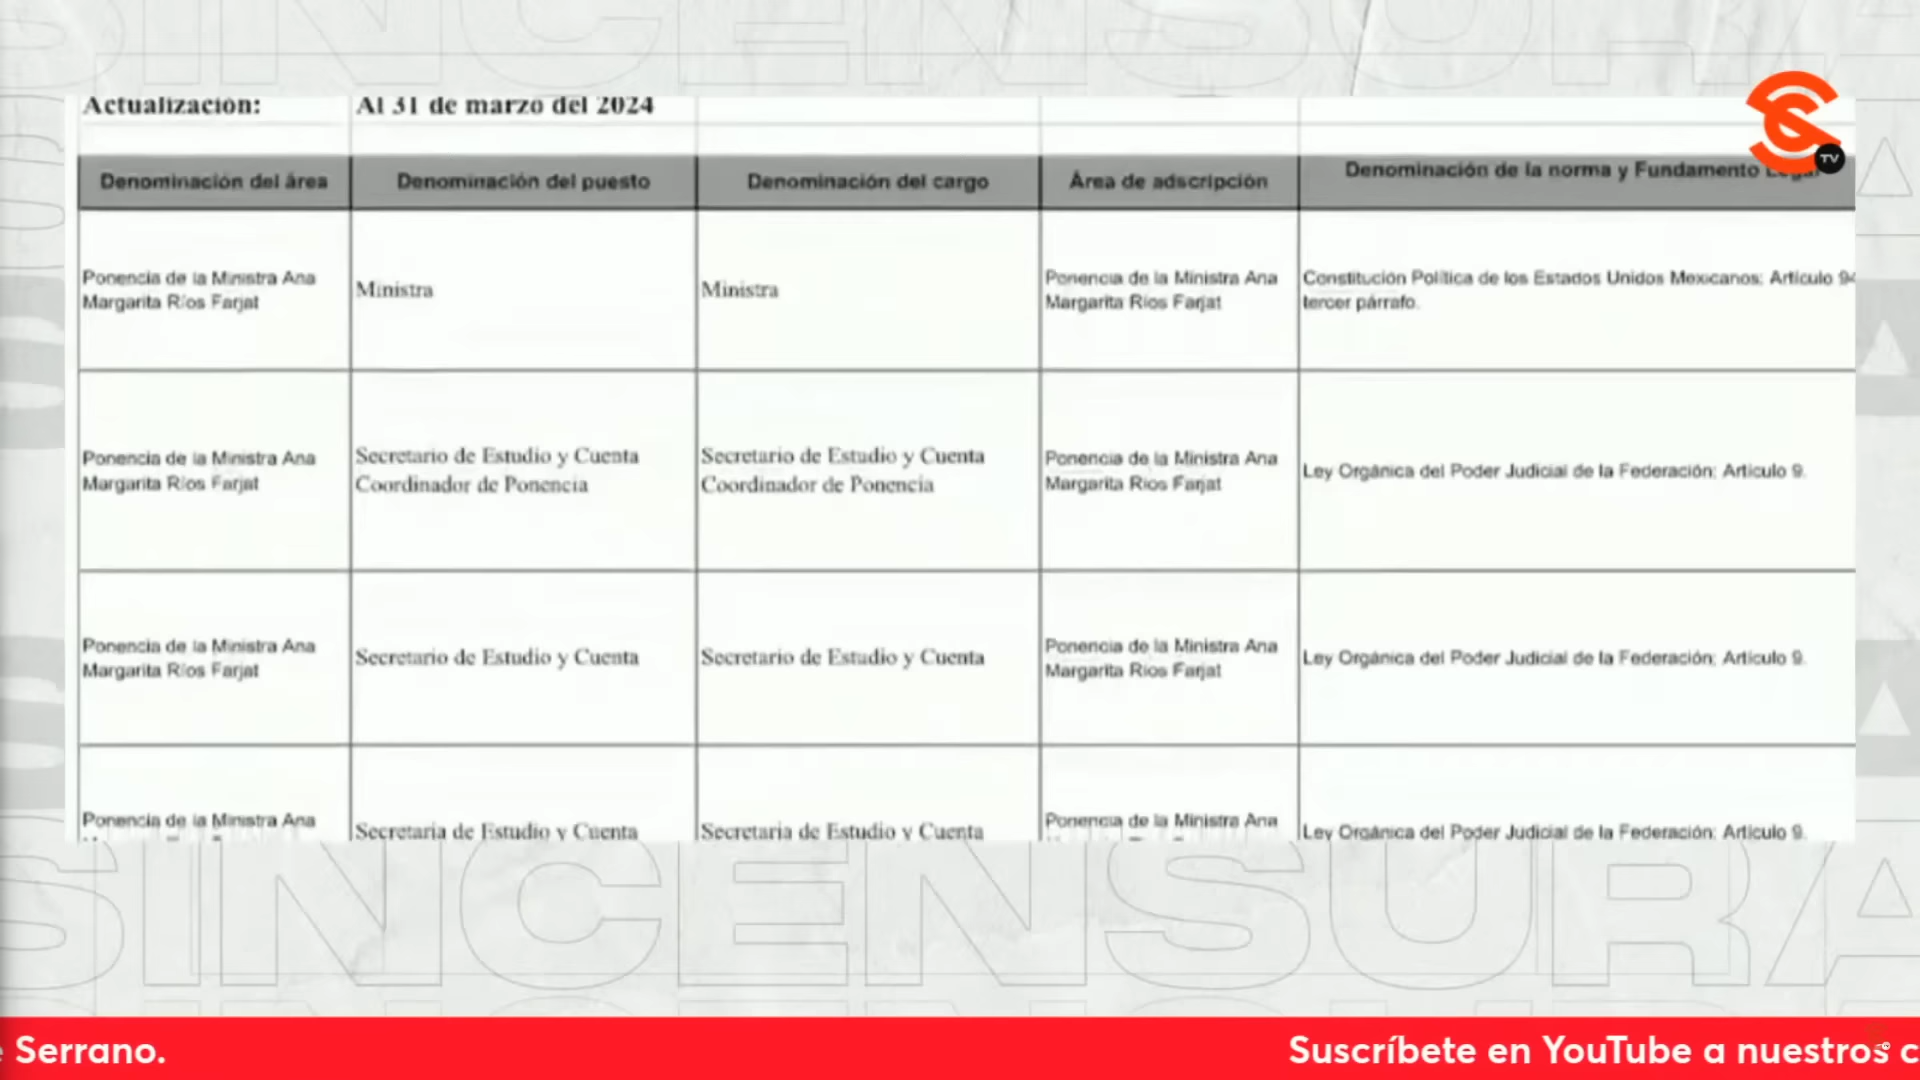 SINCENSURA
Actualización: Al 31 de marzo del 2024
TV
Denominación del área Denominación del puesto Denominación del cargo Área de adscripción Denominación de la norma y Fundamento Legal
Ponencia de la Ministra Ana
Margarita Ríos Farjat
Ministra
Ministra
Ponencia de la Ministra Ana
Margarita Ríos Farjat
Constitución Política de los Estados Unidos Mexicanos: Artículo 94
tercer párrafo.
Ponencia de la Ministra Ana
Margarita Ríos Farjat
Secretario de Estudio y Cuenta
Coordinador de Ponencia
Secretario de Estudio y Cuenta
Coordinador de Ponencia
Ponencia de la Ministra Ana
Margarita Ríos Farjat
Ley Orgánica del Poder Judicial de la Federación: Artículo 9.
Ponencia de la Ministra Ana
Margarita Ríos Farjat
Secretario de Estudio y Cuenta
Secretario de Estudio y Cuenta
Ponencia de la Ministra Ana
Margarita Ríos Farjat
Ley Orgánica del Poder Judicial de la Federación: Artículo 9.
Ponencia de la Ministra Ana
Secretaria de Estudio y Cuenta
Secretaria de Estudio y Cuenta
Ponencia de la Ministra Ana
Ley Orgánica del Poder Judicial de la Federación: Artículo 9.
SINCENSURA
Serrano.
Suscríbete en YouTube a nuestros c